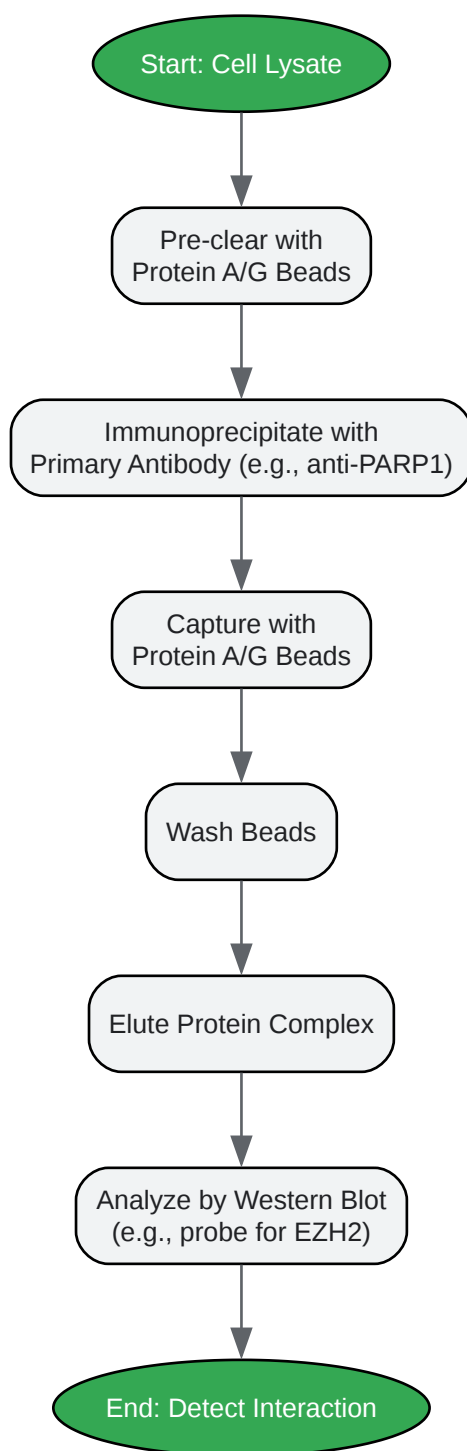 Start: Cell Lysate
Pre-clear with
Protein A/G Beads
Immunoprecipitate with
Primary Antibody (e.g., anti-PARP1)
Capture with
Protein A/G Beads
Wash Beads
Elute Protein Complex
Analyze by Western Blot
(e.g., probe for EZH2)
End: Detect Interaction